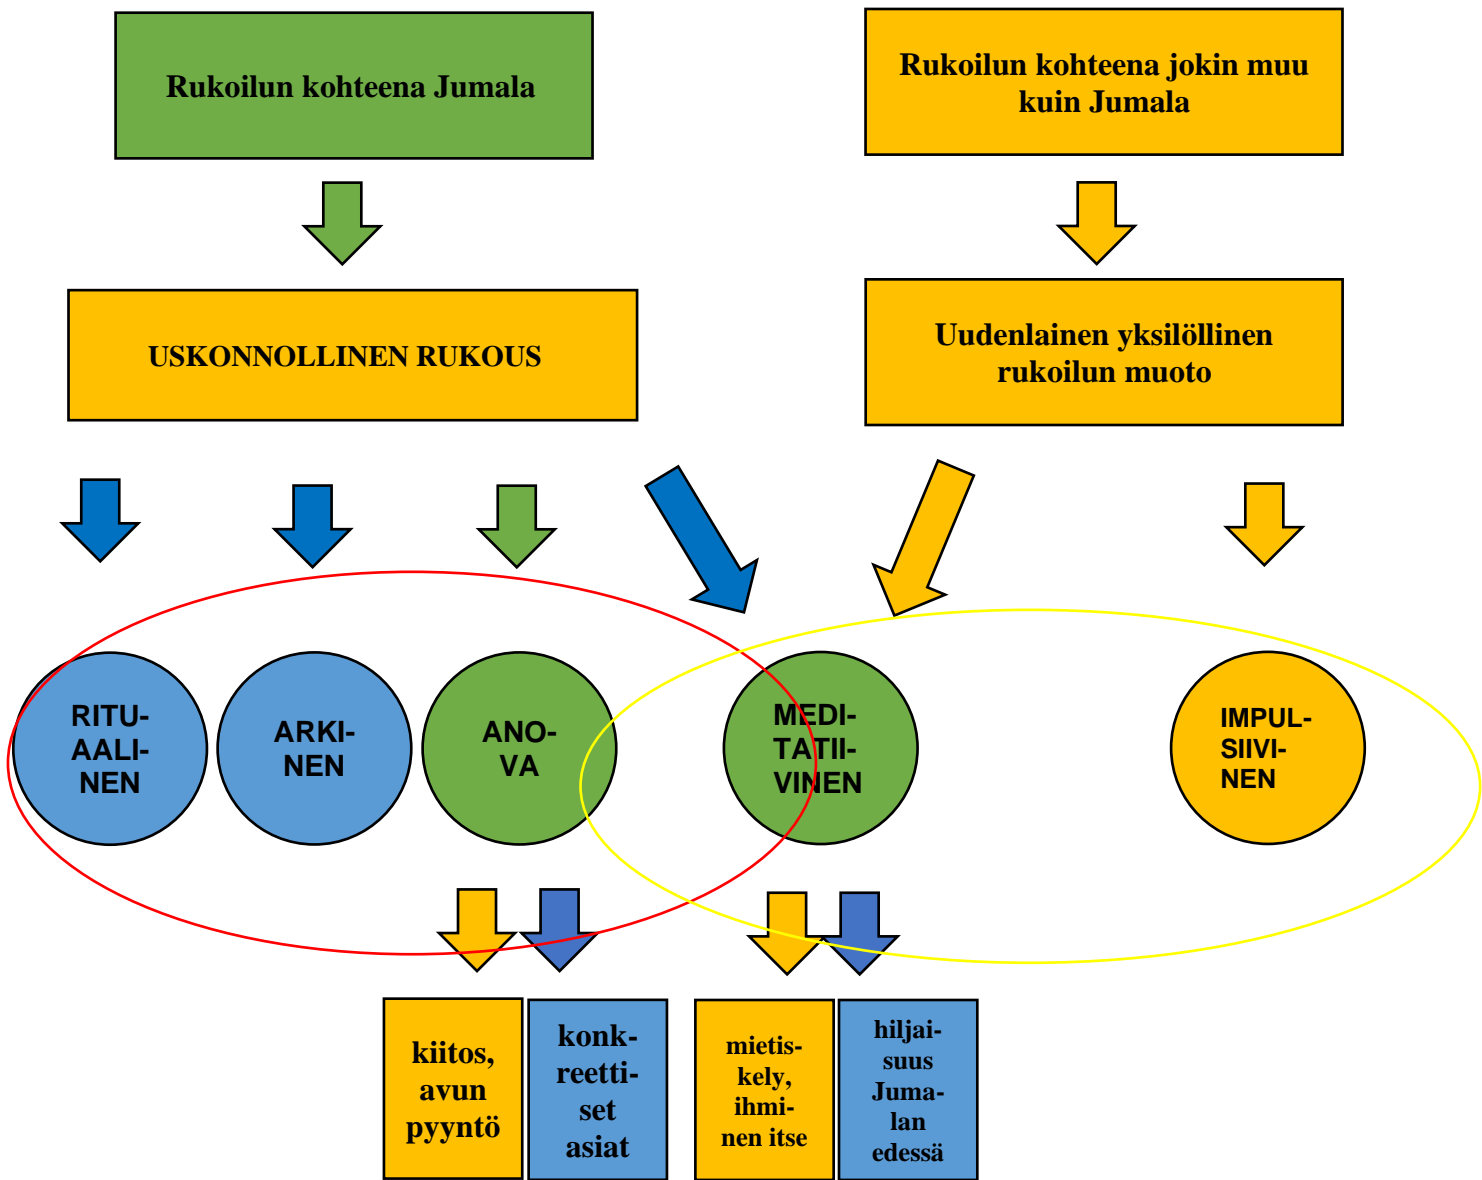 Rukoilun kohteena Jumala
Rukoilun kohteena jokin muu
kuin Jumala
USKONNOLLINEN RUKOUS
Uudenlainen yksilöllinen
rukoilun muoto
RITU-
AALI-
NEN
ARKI-
NEN
ANO-
VA
MEDI-
TATII-
VINEN
IMPUL-
SIIVI-
NEN
kiitos,
avun
pyyntö
konk-
reetti-
set
asiat
mietis-
kely,
ihmi-
nen itse
hiljai-
suus
Juma-
lan
edessä